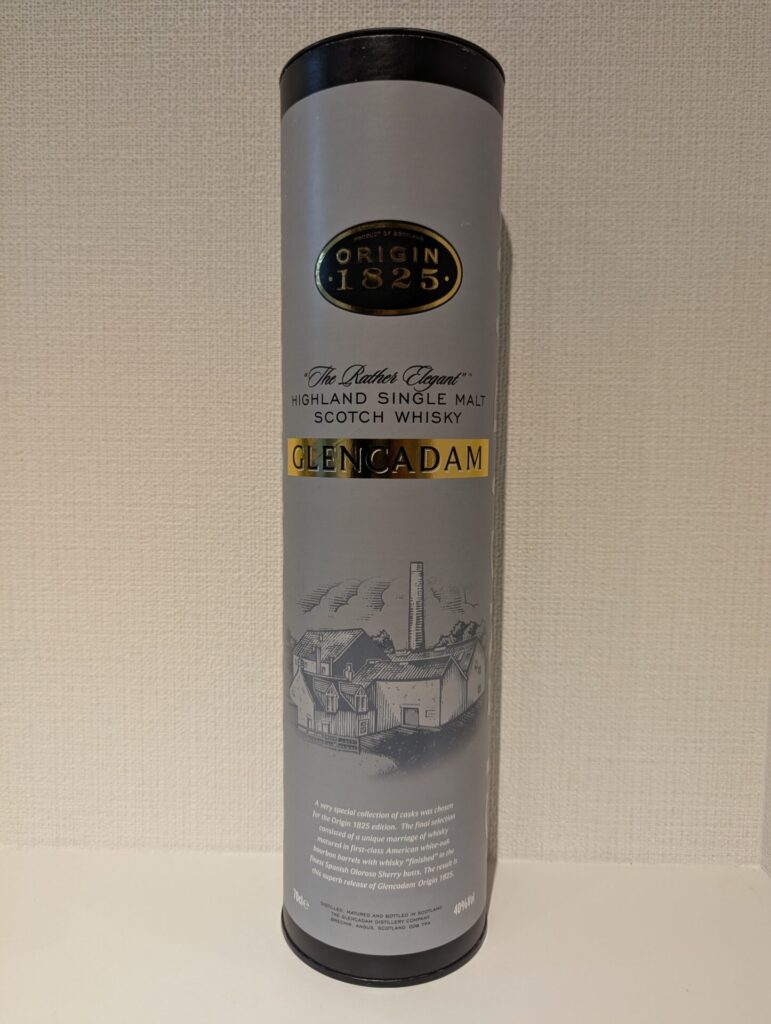 PRODUCT OF SCOTLAND
ORIGIN
·1825·
"The Rather Elegant"™
HIGHLAND SINGLE MALT
SCOTCH WHISKY
GLENCADAM
A very special collection of casks was chosen
for the Origin 1825 edition. The final selection
consisted of a unique marriage of whisky
matured in first-class American white-oak
bourbon barrels with whisky "finished" in the
finest Spanish Oloroso Sherry butts. The result is
this superb release of Glencadam Origin 1825.
70cl℮
40%Vol
DISTILLED, MATURED AND BOTTLED IN SCOTLAND
THE GLENCADAM DISTILLERY COMPANY
BRECHIN, ANGUS, SCOTLAND DD9 7PA